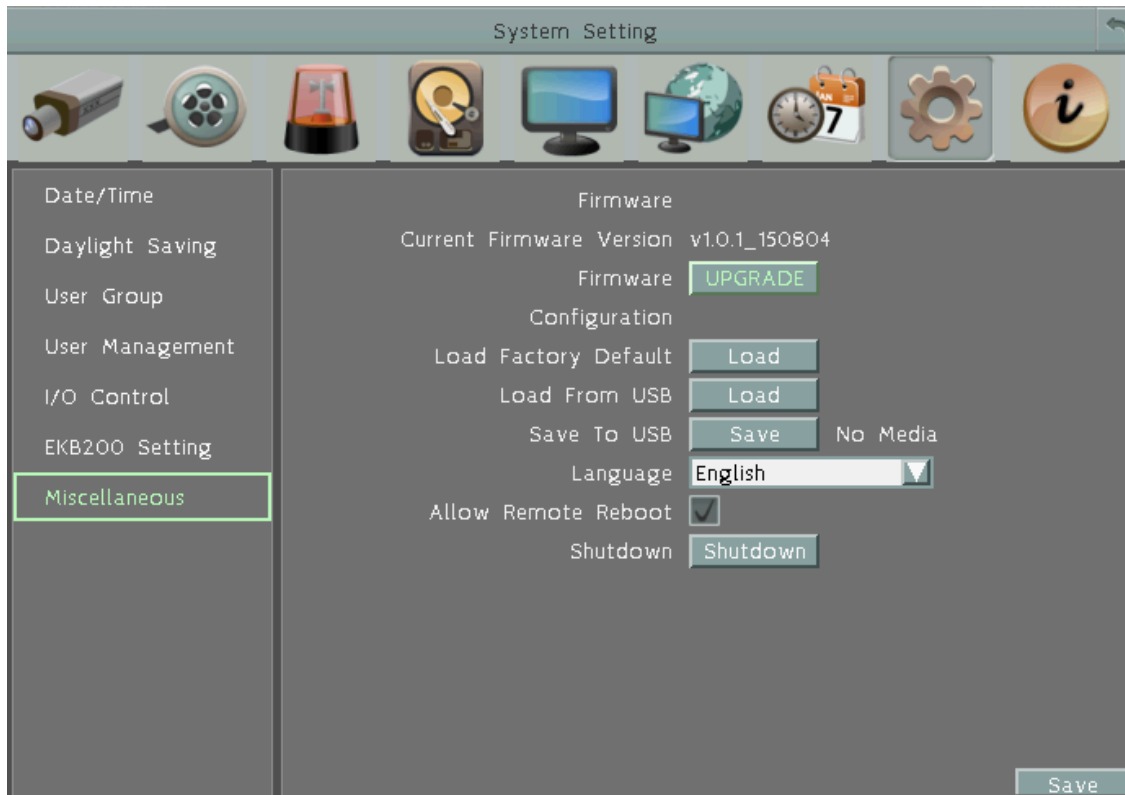 System Setting
JAN
7
i
Date/Time
Daylight Saving
User Group
User Management
I/O Control
EKB200 Setting
Miscellaneous
Firmware
Current Firmware Version v1.0.1_150804
Firmware UPGRADE
Configuration
Load Factory Default Load
Load From USB Load
Save To USB Save No Media
Language English
Allow Remote Reboot
Shutdown Shutdown
Save